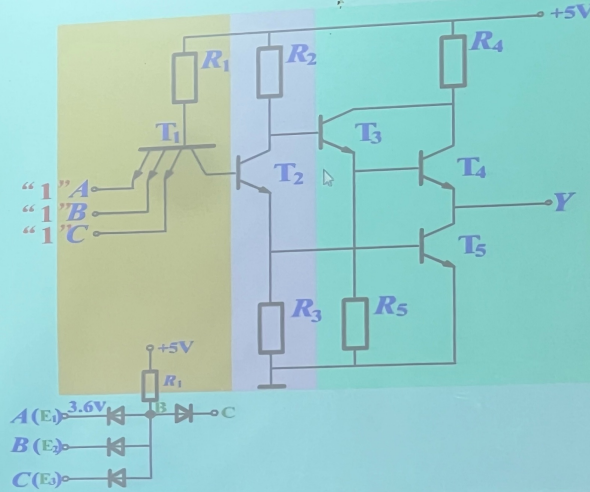 +5V
R1 R2 R4
T1 T3
T2 T4
"1" A
"1" B Y
"1" C T5
R3 R5
+5V
R1
A(E1) 3.6V B C
B(E2)
C(E3)